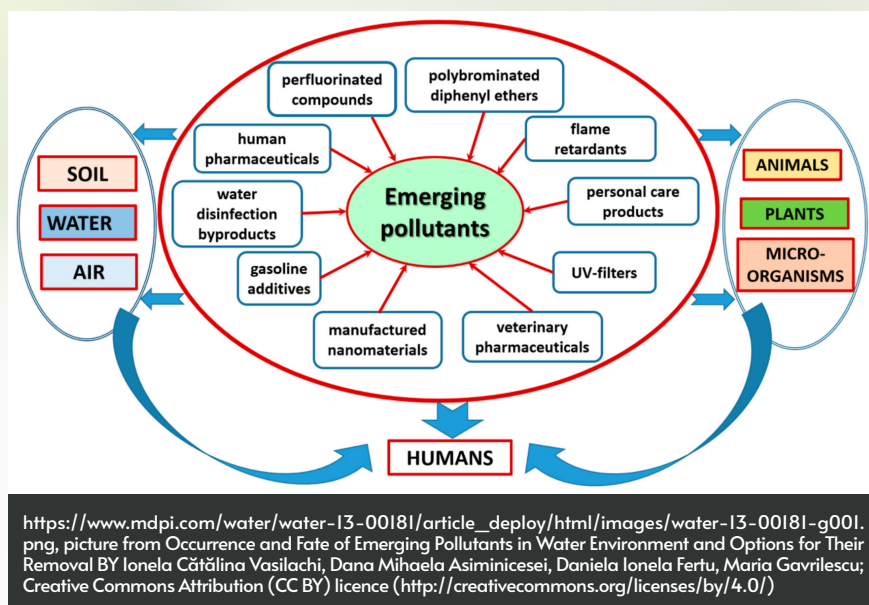 perfluorinated
compounds
polybrominated
diphenyl ethers
human
pharmaceuticals
flame
retardants
SOIL
WATER
AIR
water
disinfection
byproducts
Emerging
pollutants
personal care
products
ANIMALS
PLANTS
MICRO-
ORGANISMS
gasoline
additives
UV-filters
manufactured
nanomaterials
veterinary
pharmaceuticals
HUMANS
https://www.mdpi.com/water/water-13-00181/article_deploy/html/images/water-13-00181-g001.
png, picture from Occurrence and Fate of Emerging Pollutants in Water Environment and Options for Their
Removal BY Ionela Cătălina Vasilachi, Dana Mihaela Asiminicesei, Daniela Ionela Fertu, Maria Gavrilescu;
Creative Commons Attribution (CC BY) licence (http://creativecommons.org/licenses/by/4.0/)